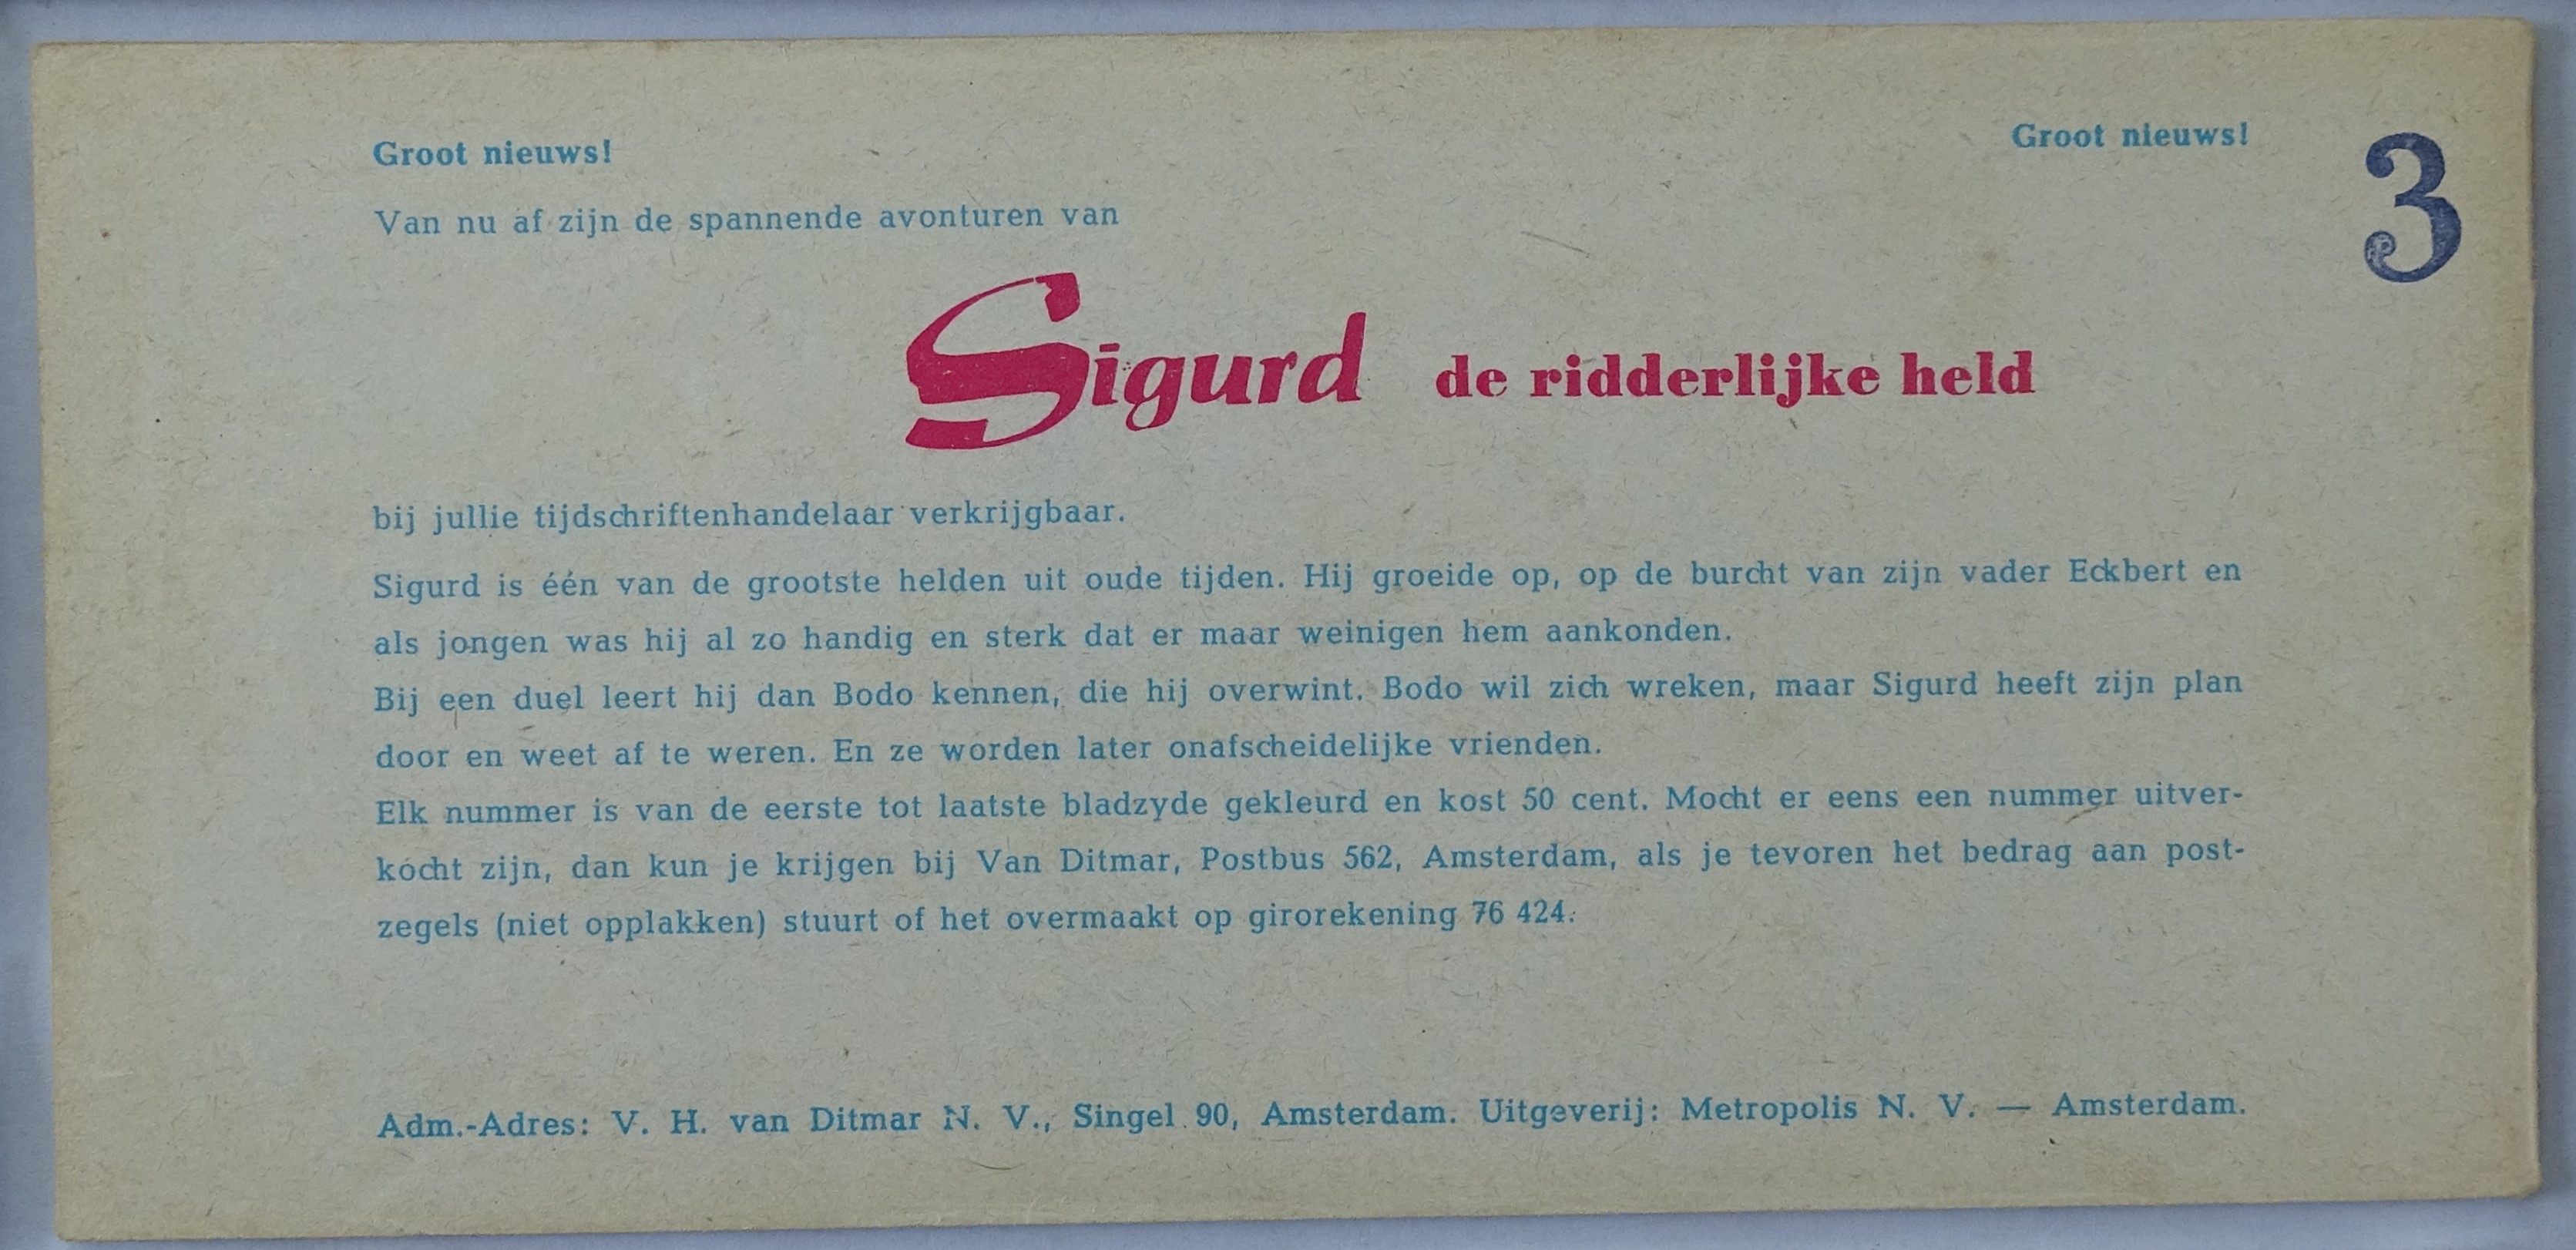 Groot nieuws! Groot nieuws!
3
Van nu af zijn de spannende avonturen van
Sigurd de ridderlijke held
bij jullie tijdschriftenhandelaar verkrijgbaar.
Sigurd is één van de grootste helden uit oude tijden. Hij groeide op, op de burcht van zijn vader Eckbert en
als jongen was hij al zo handig en sterk dat er maar weinigen hem aankonden.
Bij een duel leert hij dan Bodo kennen, die hij overwint. Bodo wil zich wreken, maar Sigurd heeft zijn plan
door en weet af te weren. En ze worden later onafscheidelijke vrienden.
Elk nummer is van de eerste tot laatste bladzyde gekleurd en kost 50 cent. Mocht er eens een nummer uitver-
kocht zijn, dan kun je krijgen bij Van Ditmar, Postbus 562, Amsterdam, als je tevoren het bedrag aan post-
zegels (niet opplakken) stuurt of het overmaakt op girorekening 76 424.
Adm.-Adres: V. H. van Ditmar N. V., Singel 90, Amsterdam. Uitgeverij: Metropolis N. V. — Amsterdam.